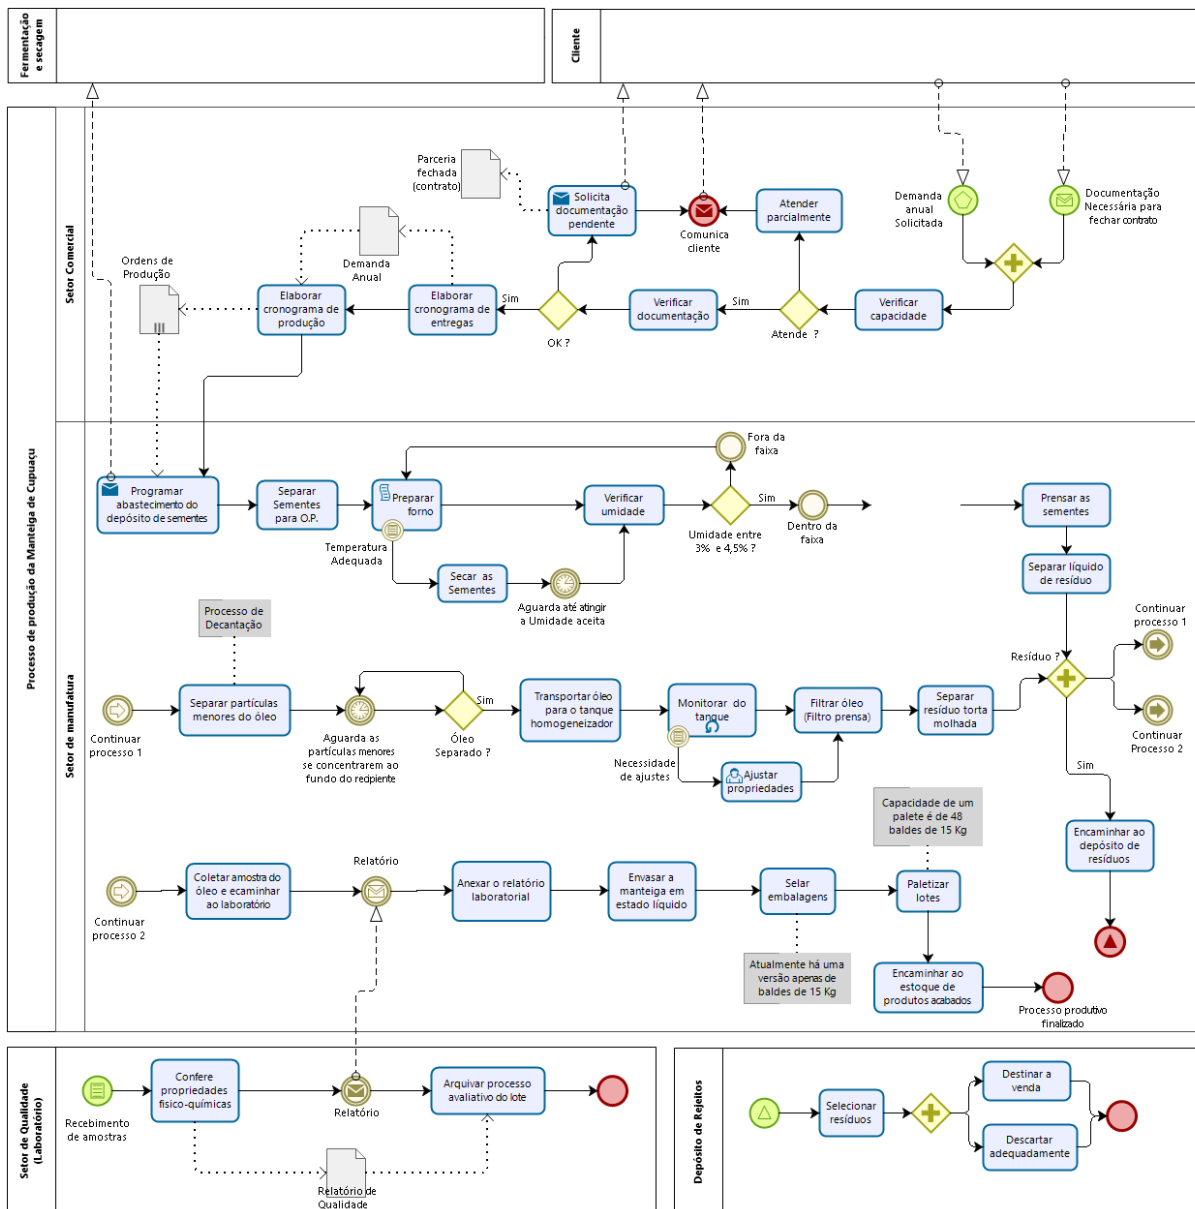 Fermentação
e secagem
Cliente
Processo de produção da Manteiga de Cupuaçu
Setor Comercial
Parceria
fechada
(contrato)
Solicita
documentação
pendente
Comunica
cliente
Atender
parcialmente
Demanda
anual
Solicitada
Documentação
Necessária para
fechar contrato
Ordens de
Produção
Demanda
Anual
Elaborar
cronograma de
produção
Elaborar
cronograma de
entregas
Sim
OK ?
Verificar
documentação
Sim
Atende ?
Verificar
capacidade
Setor de manufatura
Programar
abastecimento do
depósito de sementes
Separar
Sementes
para O.P.
Preparar
forno
Temperatura
Adequada
Secar as
Sementes
Aguarda até atingir
a Umidade aceita
Verificar
umidade
Fora da
faixa
Umidade entre
3% e 4,5% ?
Sim
Dentro da
faixa
Prensar as
sementes
Separar líquido
de resíduo
Continuar
processo 1
Processo de
Decantação
Continuar
processo 1
Separar partículas
menores do óleo
Aguarda as
partículas menores
se concentrarem ao
fundo do recipiente
Óleo
Separado ?
Sim
Transportar óleo
para o tanque
homogeneizador
Monitorar do
tanque
Necessidade
de ajustes
Ajustar
propriedades
Filtrar óleo
(Filtro prensa)
Separar
resíduo torta
molhada
Resíduo ?
Continuar
Processo 2
Sim
Encaminhar ao
depósito de
resíduos
Capacidade de um
palete é de 48
baldes de 15 Kg
Continuar
processo 2
Coletar amostra do
óleo e ecaminhar
ao laboratório
Relatório
Anexar o relatório
laboratorial
Envasar a
manteiga em
estado líquido
Selar
embalagens
Paletizar
lotes
Atualmente há uma
versão apenas de
baldes de 15 Kg
Encaminhar ao
estoque de
produtos acabados
Processo produtivo
finalizado
Setor de Qualidade
(Laboratório)
Recebimento
de amostras
Confere
propriedades
fisico-químicas
Relatório
Arquivar processo
avaliativo do lote
Relatório de
Qualidade
Depósito de Rejeitos
Selecionar
resíduos
Destinar a
venda
Descartar
adequadamente